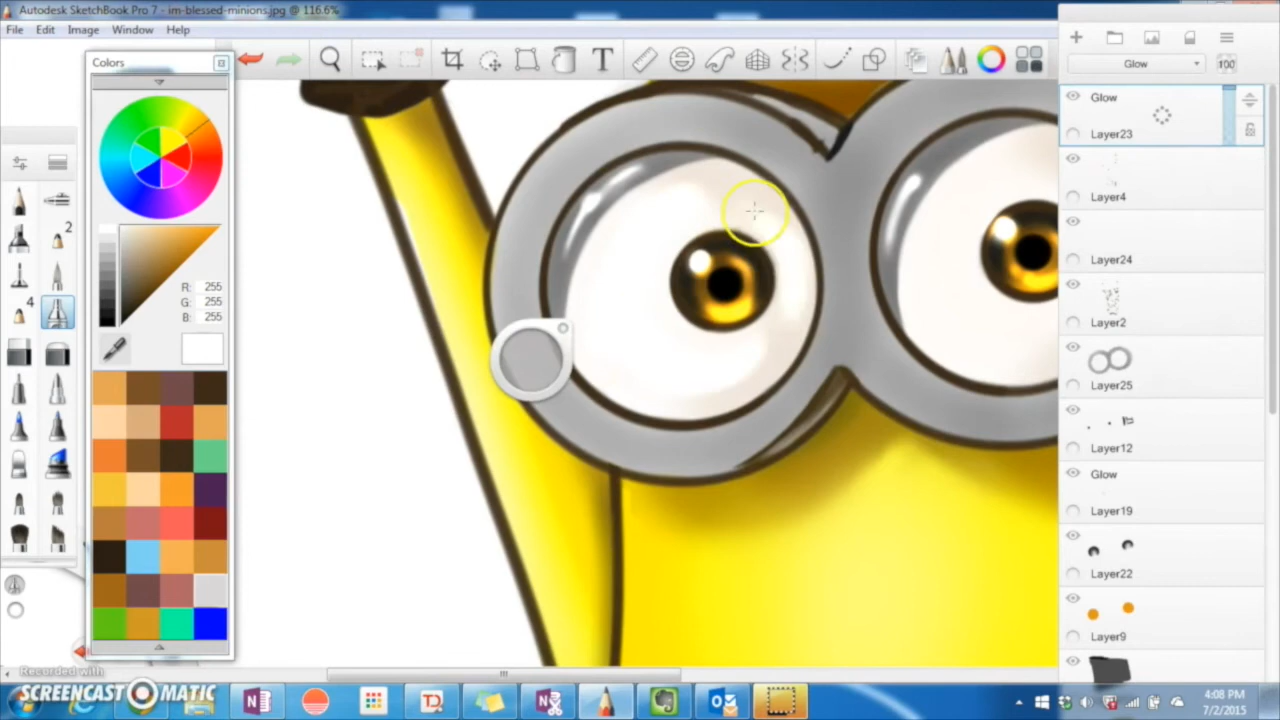 Autodesk SketchBook Pro 7 - im-blessed-minions.jpg @ 116.6%
File Edit Image Window Help
Colors
T
Glow 100
Glow
Layer23
Layer4
Layer24
Layer2
Layer25
Layer12
Glow
Layer19
Layer22
Layer9
2
4
R: 255
G: 255
B: 255
Recorded with
SCREENCAST-O-MATIC
4:08 PM
7/2/2015